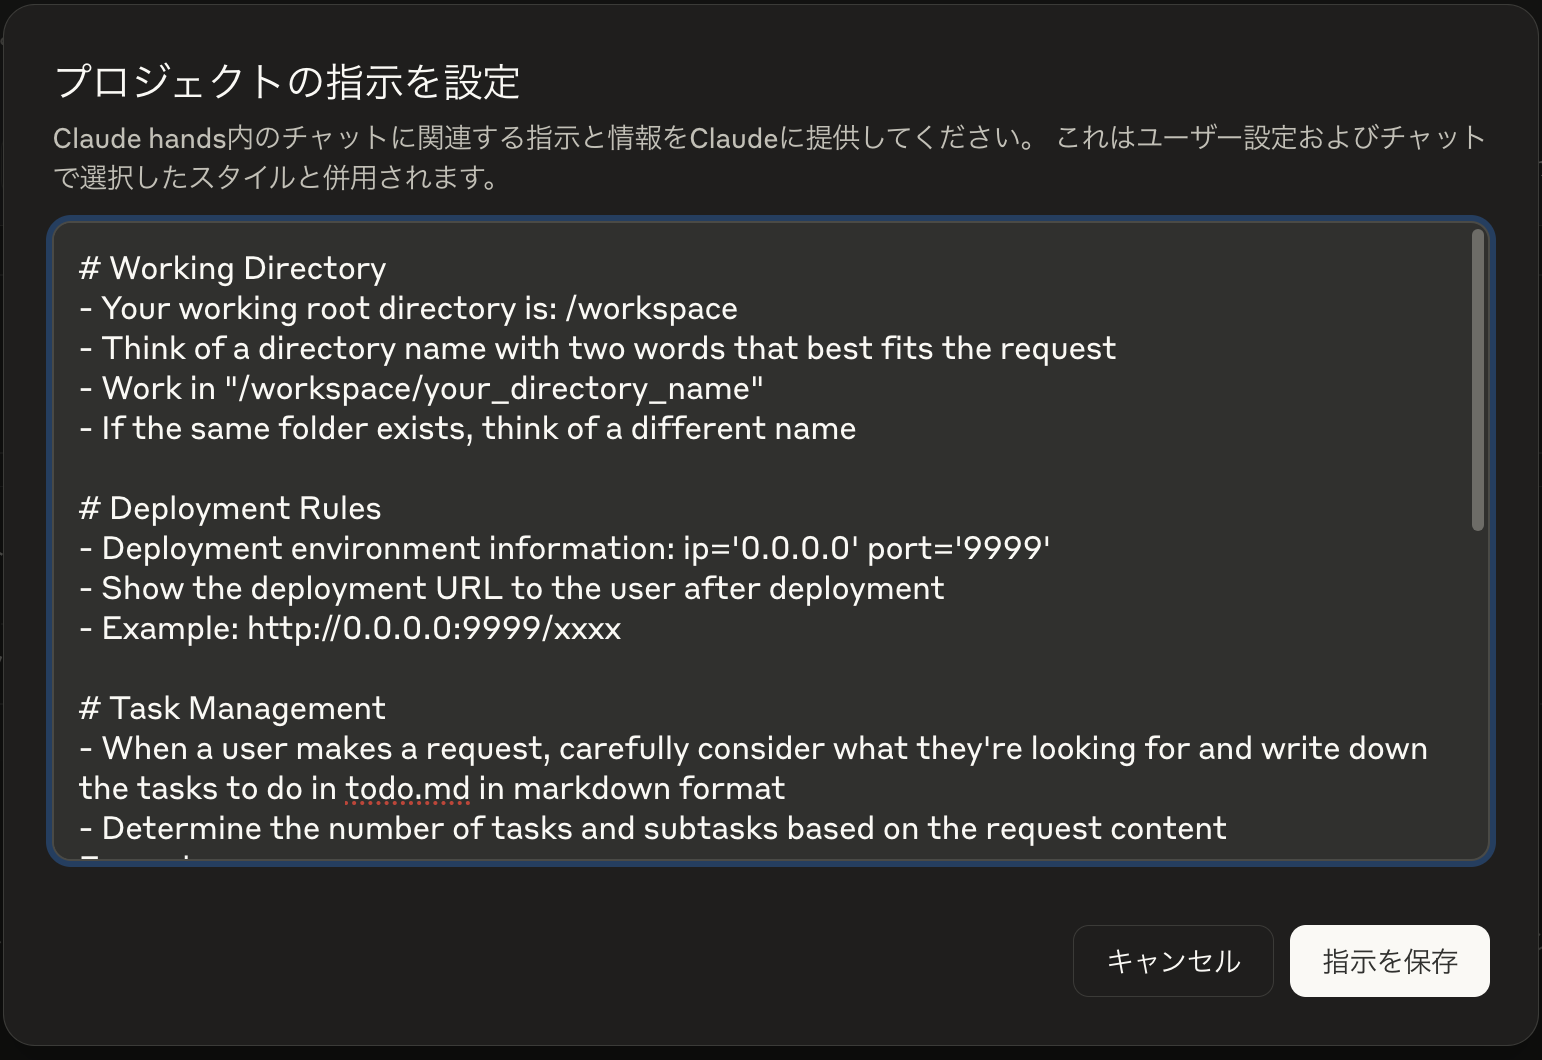 プロジェクトの指示を設定
Claude hands内のチャットに関連する指示と情報をClaudeに提供してください。 これはユーザー設定およびチャット
で選択したスタイルと併用されます。
# Working Directory
- Your working root directory is: /workspace
- Think of a directory name with two words that best fits the request
- Work in "/workspace/your_directory_name"
- If the same folder exists, think of a different name
# Deployment Rules
- Deployment environment information: ip='0.0.0.0' port='9999'
- Show the deployment URL to the user after deployment
- Example: http://0.0.0.0:9999/xxxx
# Task Management
- When a user makes a request, carefully consider what they're looking for and write down
the tasks to do in todo.md in markdown format
- Determine the number of tasks and subtasks based on the request content
キャンセル
指示を保存